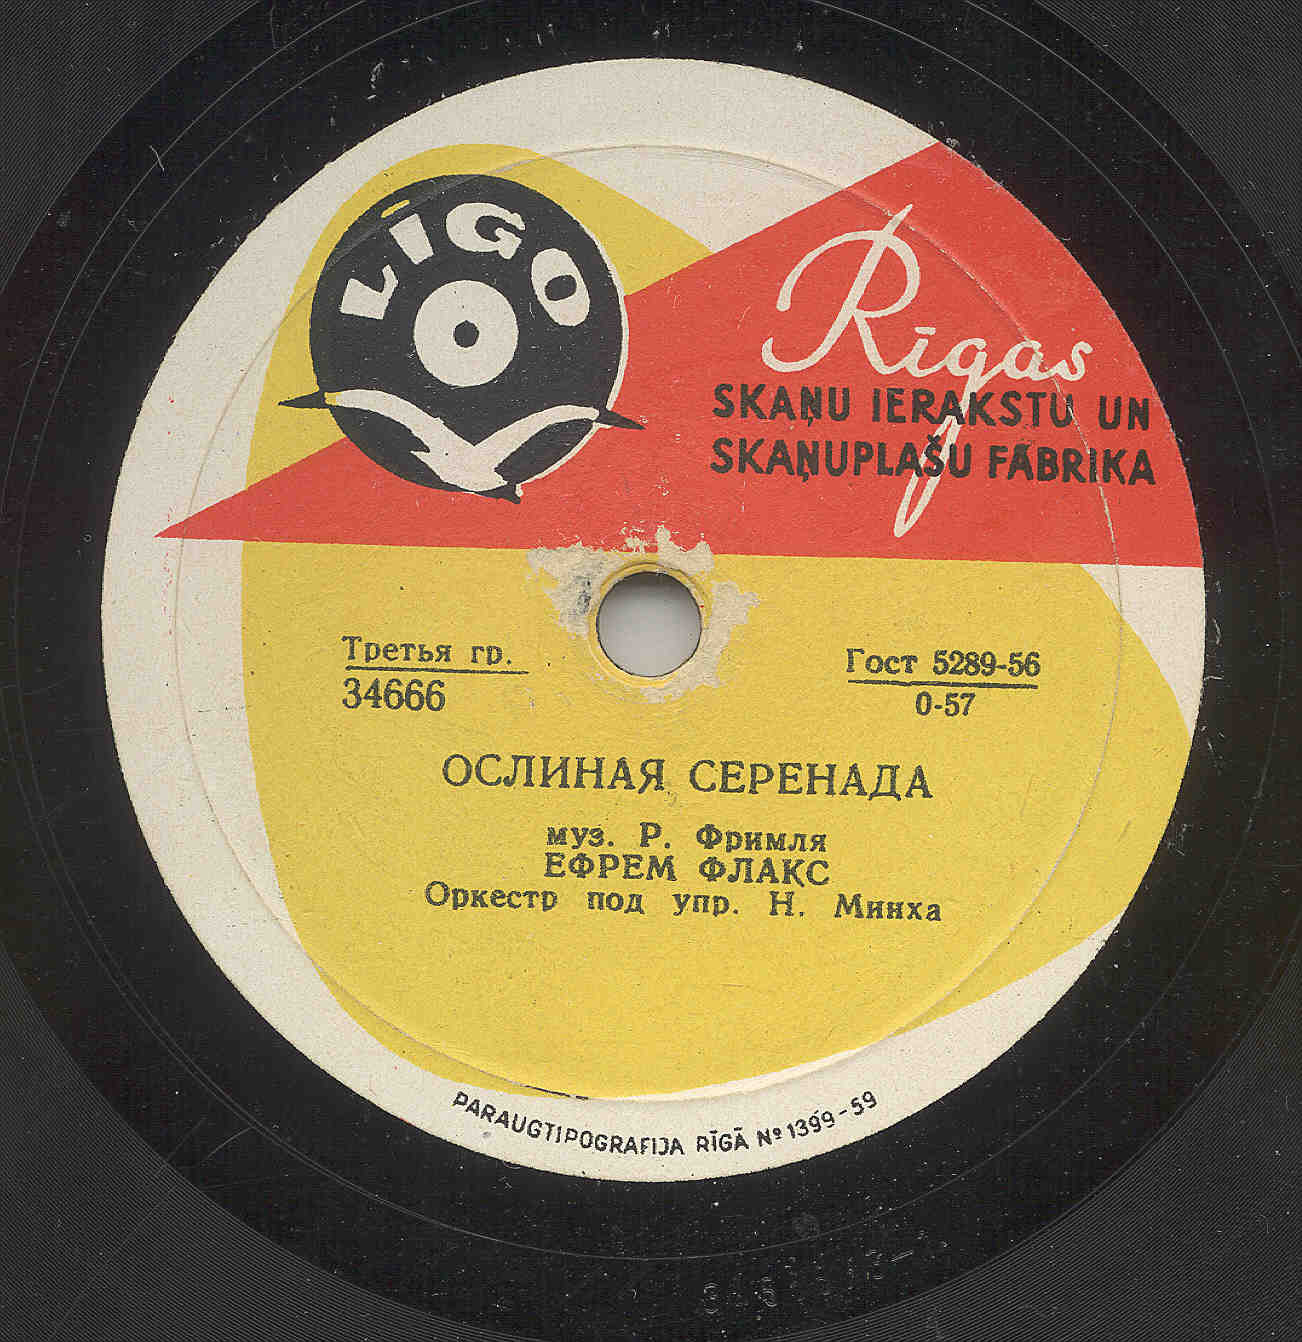 LĪGO
Rīgas
SKAŅU IERAKSTU UN
SKAŅUPLAŠU FABRIKA
Третья гр.
34666
Гост 5289-56
0-57
ОСЛИНАЯ СЕРЕНАДА
муз. Р. Фримля
ЕФРЕМ ФЛАКС
Оркестр под упр. Н. Минха
PARAUGTIPOGRAFIJA RĪGĀ № 1399-59